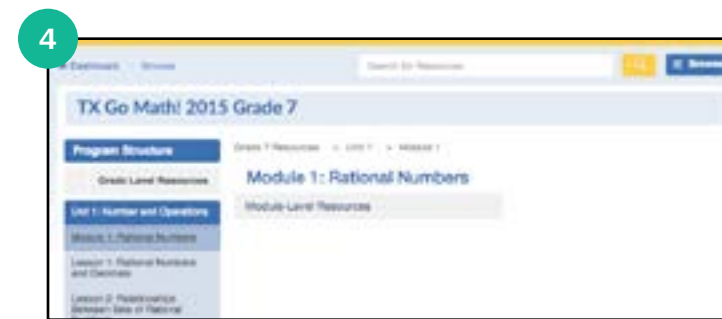 4
Dashboard Browse
Search for Resources
Browse
TX Go Math! 2015 Grade 7
Program Structure
Grade 7 Resources > Unit 1 > Module 1
Grade Level Resources
Module 1: Rational Numbers
Module-Level Resources
Unit 1: Number and Operations
Module 1: Rational Numbers
Lesson 1: Rational Numbers
and Decimals
Lesson 2: Relationships
Between Sets of Rational